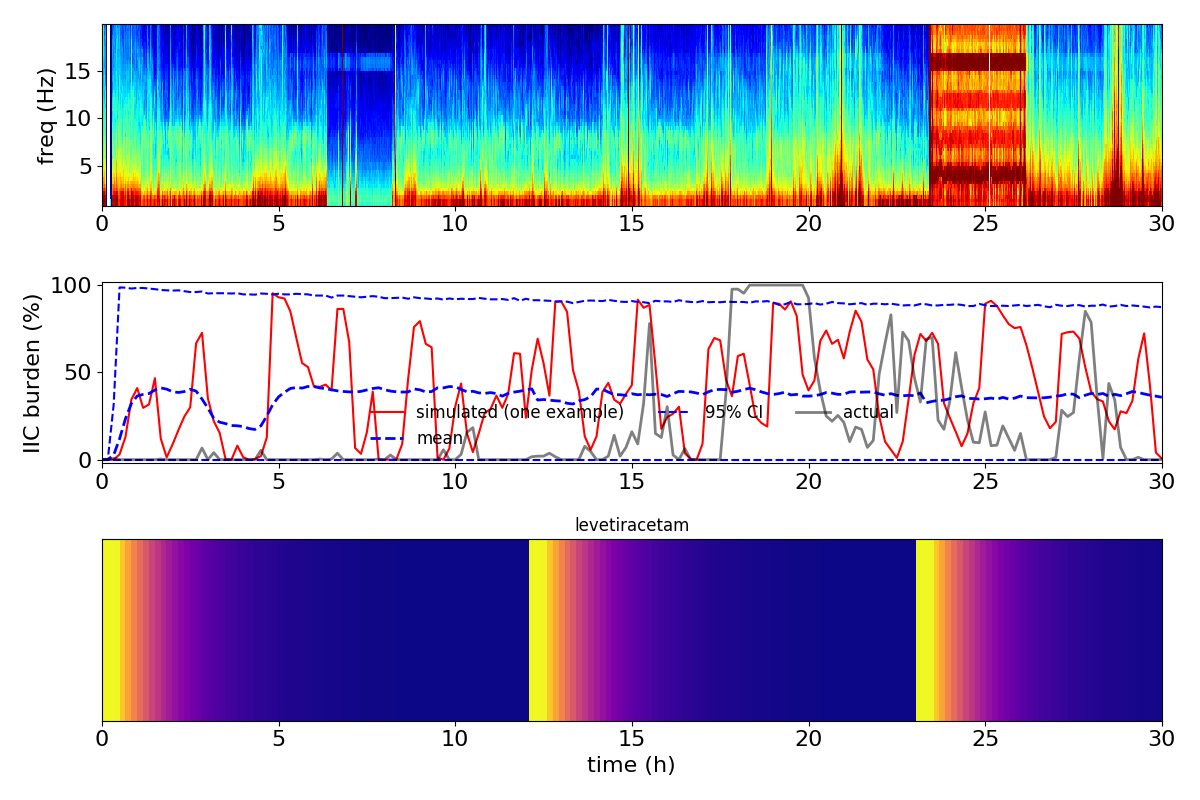 freq (Hz)
15
10
5
0 5 10 15 20 25 30
IIC burden (%)
100
50
0
simulated (one example) 95% CI actual
mean
0 5 10 15 20 25 30
levetiracetam
0 5 10 15 20 25 30
time (h)